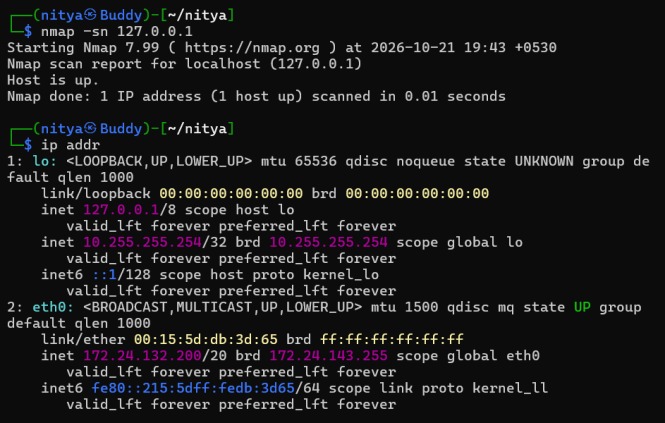 ┌──(nitya㉿Buddy)-[~/nitya]
└─$ nmap -sn 127.0.0.1
Starting Nmap 7.99 ( https://nmap.org ) at 2026-10-21 19:43 +0530
Nmap scan report for localhost (127.0.0.1)
Host is up.
Nmap done: 1 IP address (1 host up) scanned in 0.01 seconds
┌──(nitya㉿Buddy)-[~/nitya]
└─$ ip addr
1: lo: <LOOPBACK,UP,LOWER_UP> mtu 65536 qdisc noqueue state UNKNOWN group de
fault qlen 1000
    link/loopback 00:00:00:00:00:00 brd 00:00:00:00:00:00
    inet 127.0.0.1/8 scope host lo
       valid_lft forever preferred_lft forever
    inet 10.255.255.254/32 brd 10.255.255.254 scope global lo
       valid_lft forever preferred_lft forever
    inet6 ::1/128 scope host proto kernel_lo
       valid_lft forever preferred_lft forever
2: eth0: <BROADCAST,MULTICAST,UP,LOWER_UP> mtu 1500 qdisc mq state UP group
default qlen 1000
    link/ether 00:15:5d:db:3d:65 brd ff:ff:ff:ff:ff:ff
    inet 172.24.132.200/20 brd 172.24.143.255 scope global eth0
       valid_lft forever preferred_lft forever
    inet6 fe80::215:5dff:fedb:3d65/64 scope link proto kernel_ll
       valid_lft forever preferred_lft forever